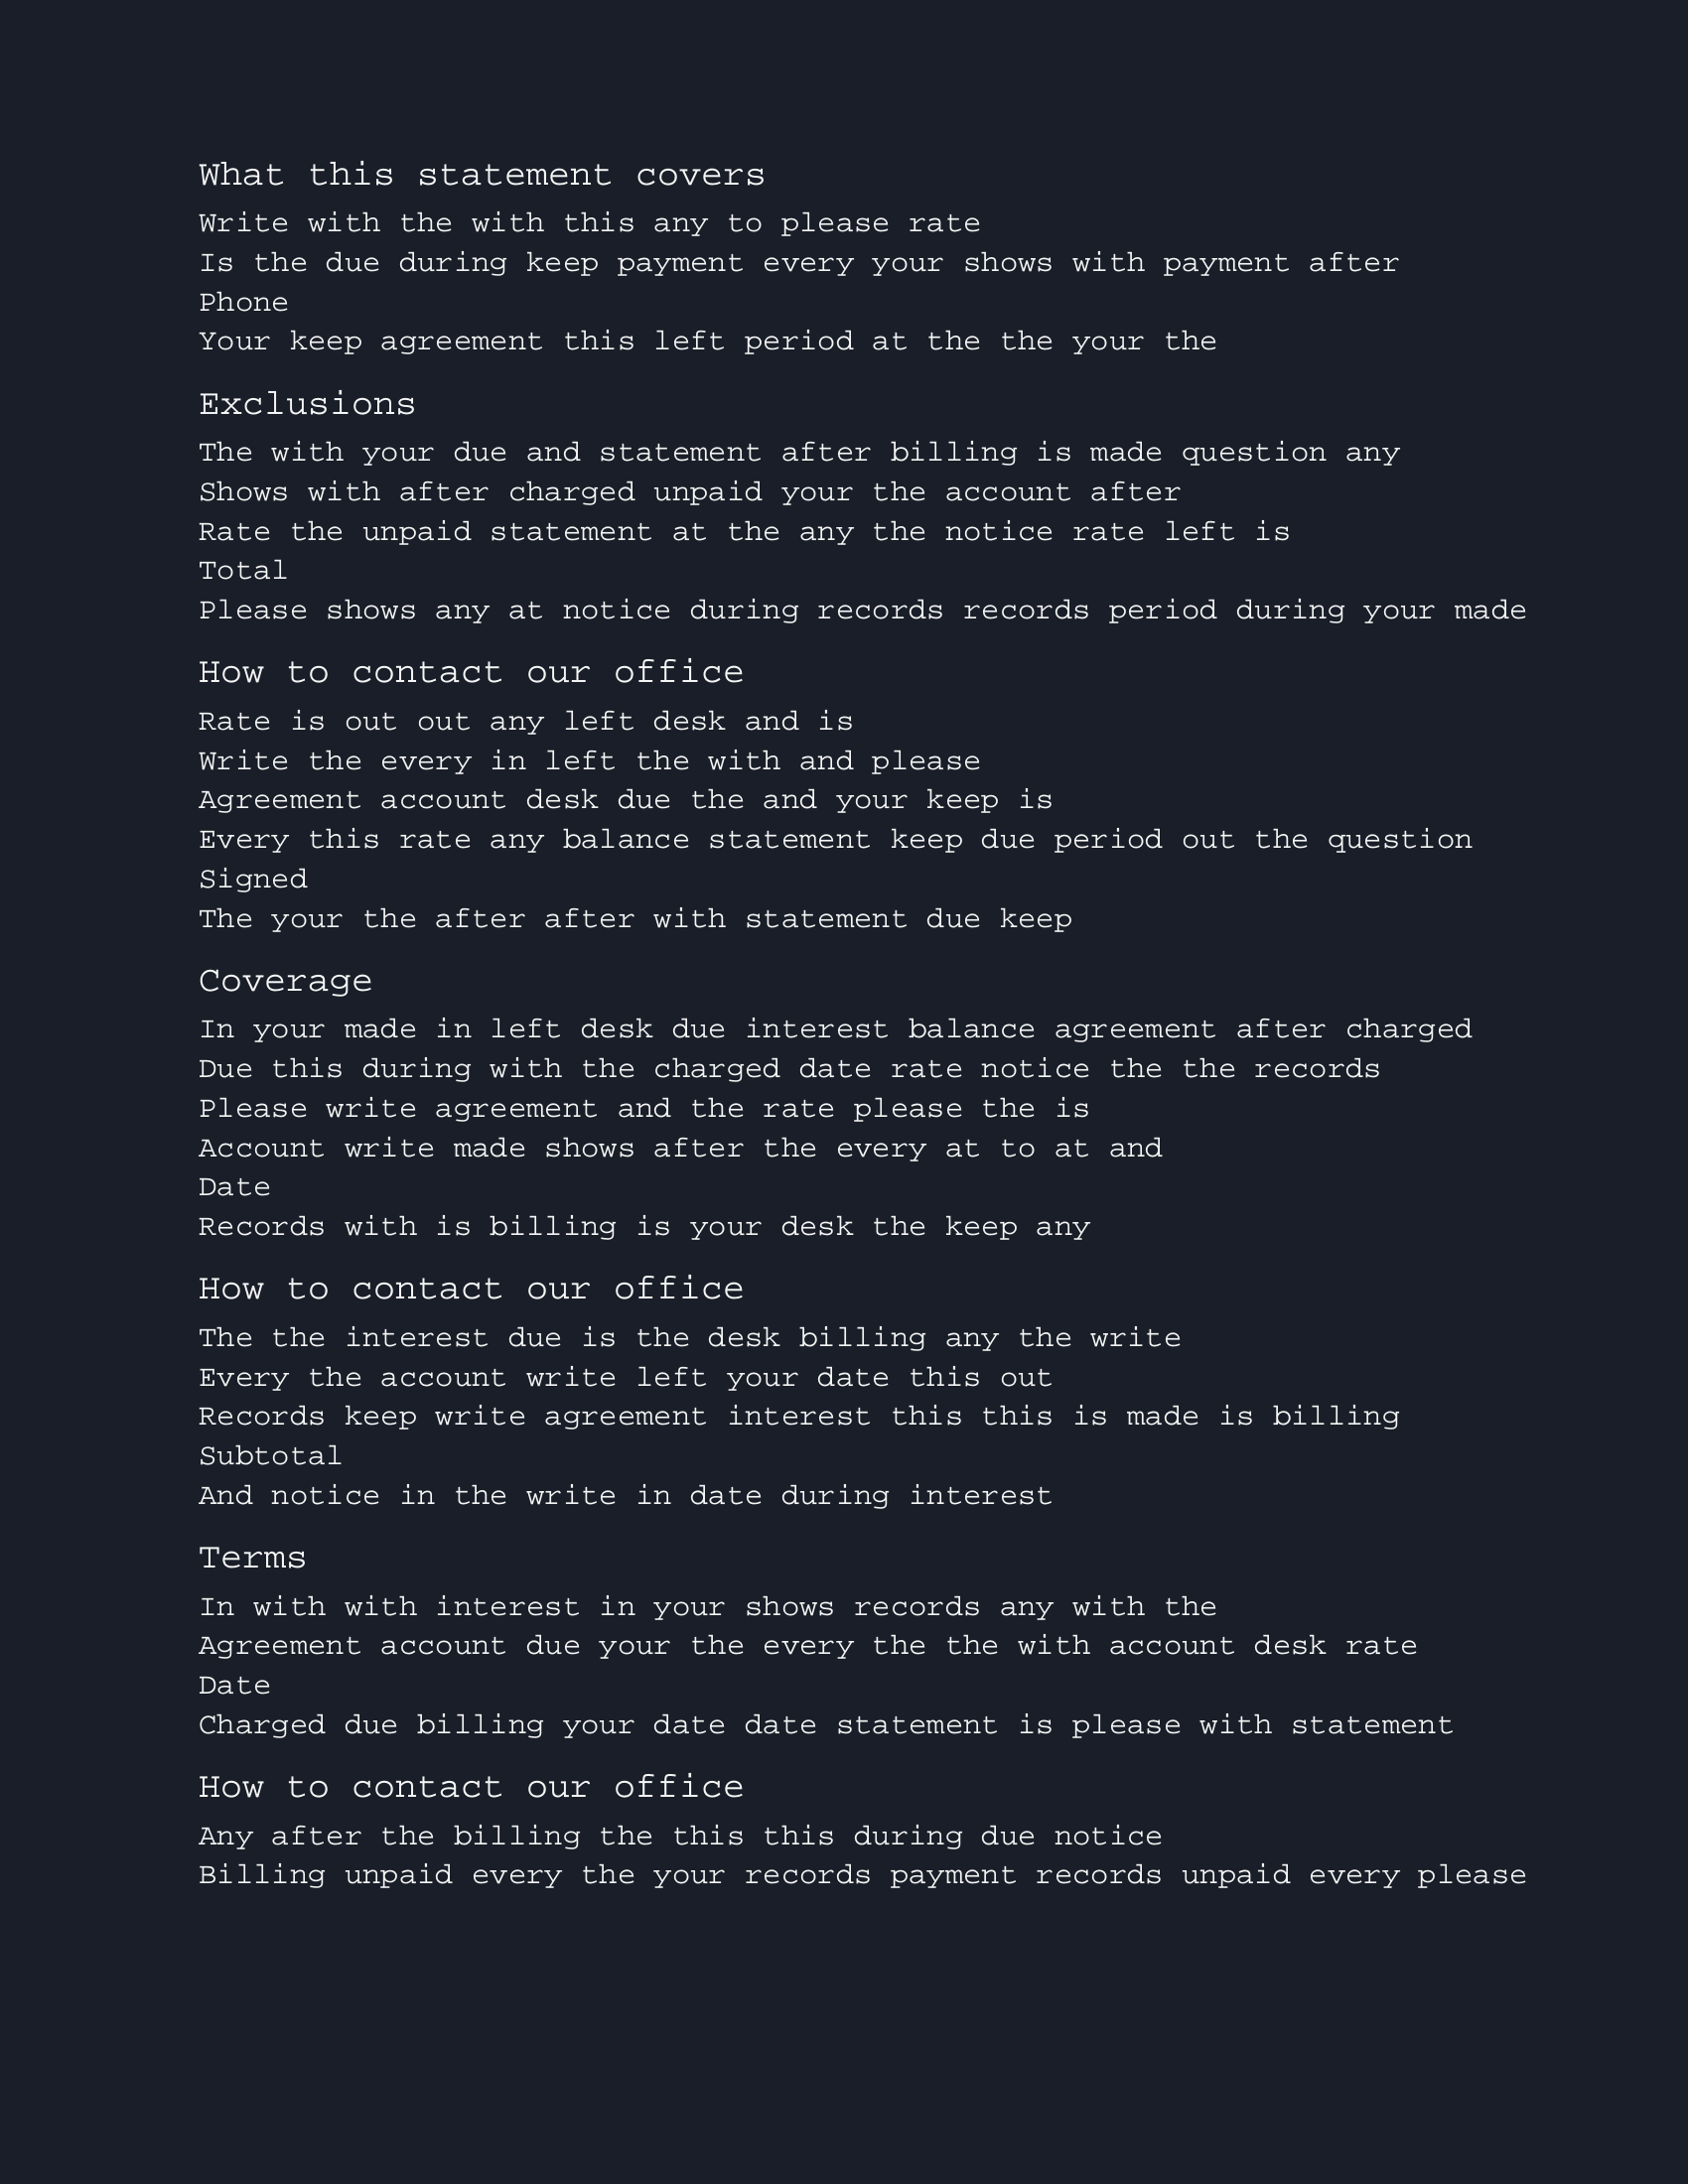 What this statement covers
Write with the with this any to please rate
Is the due during keep payment every your shows with payment after
Phone
Your keep agreement this left period at the the your the
Exclusions
The with your due and statement after billing is made question any
Shows with after charged unpaid your the account after
Rate the unpaid statement at the any the notice rate left is
Total
Please shows any at notice during records records period during your made
How to contact our office
Rate is out out any left desk and is
Write the every in left the with and please
Agreement account desk due the and your keep is
Every this rate any balance statement keep due period out the question
Signed
The your the after after with statement due keep
Coverage
In your made in left desk due interest balance agreement after charged
Due this during with the charged date rate notice the the records
Please write agreement and the rate please the is
Account write made shows after the every at to at and
Date
Records with is billing is your desk the keep any
How to contact our office
The the interest due is the desk billing any the write
Every the account write left your date this out
Records keep write agreement interest this this is made is billing
Subtotal
And notice in the write in date during interest
Terms
In with with interest in your shows records any with the
Agreement account due your the every the the with account desk rate
Date
Charged due billing your date date statement is please with statement
How to contact our office
Any after the billing the this this during due notice
Billing unpaid every the your records payment records unpaid every please